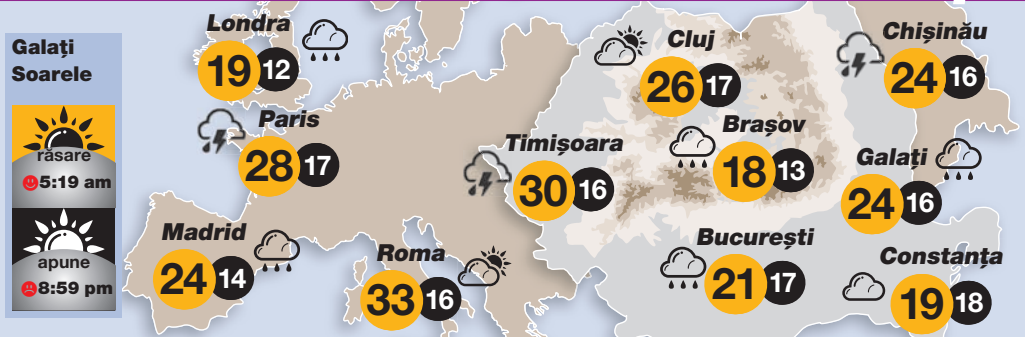 Galați
Soarele
răsare
5:19 am
apune
8:59 pm
Londra
19 12
Paris
28 17
Madrid
24 14
Roma
33 16
Timișoara
30 16
Cluj
26 17
Brașov
18 13
București
21 17
Chișinău
24 16
Galați
24 16
Constanța
19 18